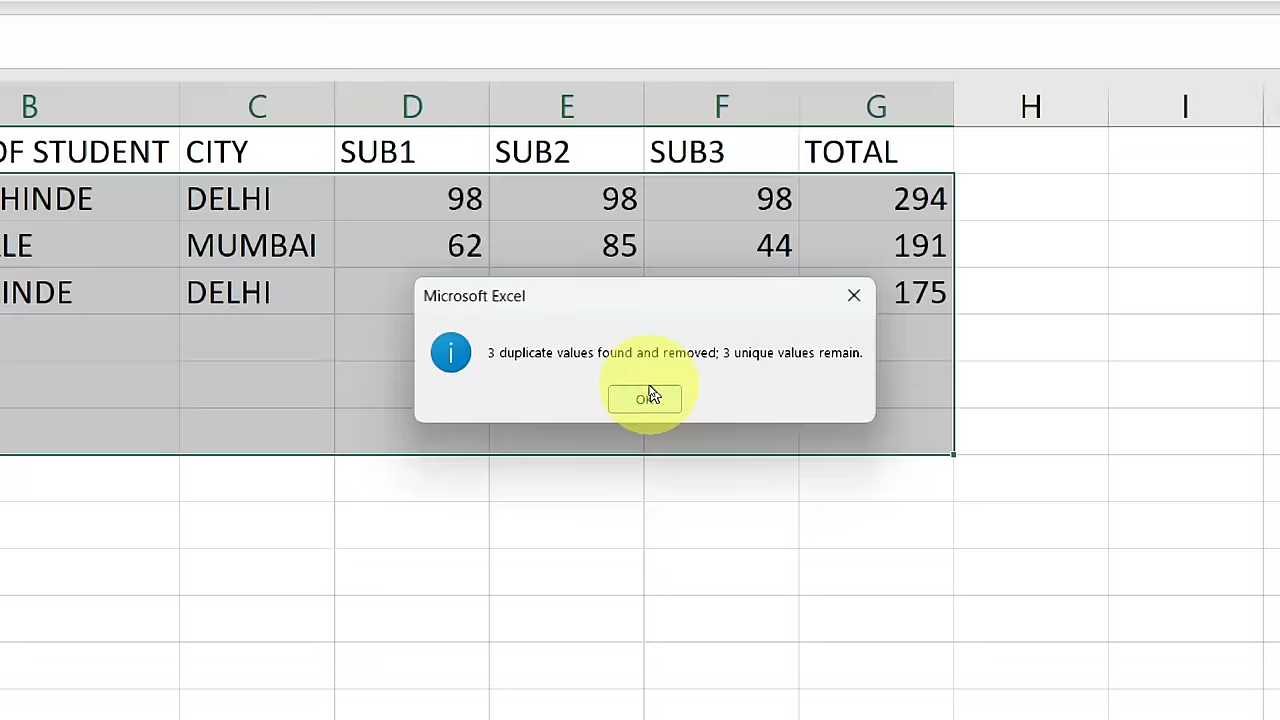 B C D E F G H I
OF STUDENT CITY SUB1 SUB2 SUB3 TOTAL
HINDE DELHI 98 98 98 294
LE MUMBAI 62 85 44 191
INDE DELHI 175
Microsoft Excel
3 duplicate values found and removed; 3 unique values remain.
OK